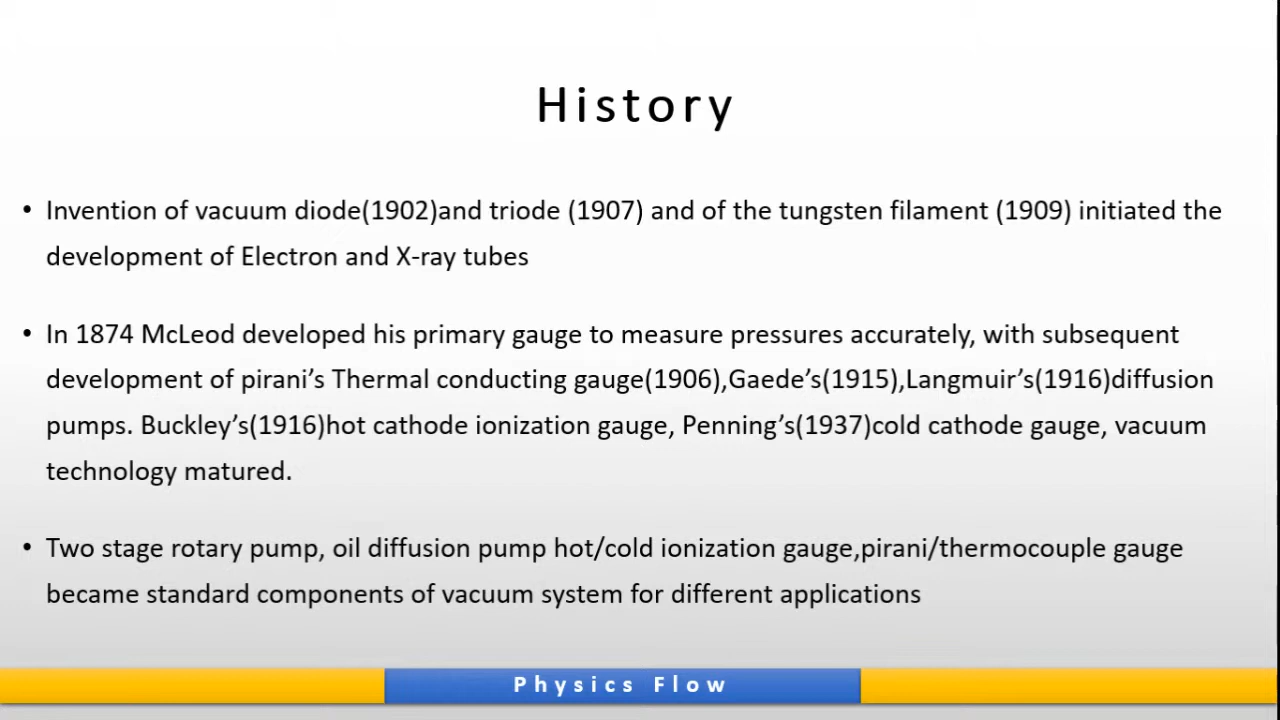 History
• Invention of vacuum diode(1902)and triode (1907) and of the tungsten filament (1909) initiated the
development of Electron and X-ray tubes
• In 1874 McLeod developed his primary gauge to measure pressures accurately, with subsequent
development of pirani’s Thermal conducting gauge(1906),Gaede’s(1915),Langmuir’s(1916)diffusion
pumps. Buckley’s(1916)hot cathode ionization gauge, Penning’s(1937)cold cathode gauge, vacuum
technology matured.
• Two stage rotary pump, oil diffusion pump hot/cold ionization gauge,pirani/thermocouple gauge
became standard components of vacuum system for different applications
Physics Flow